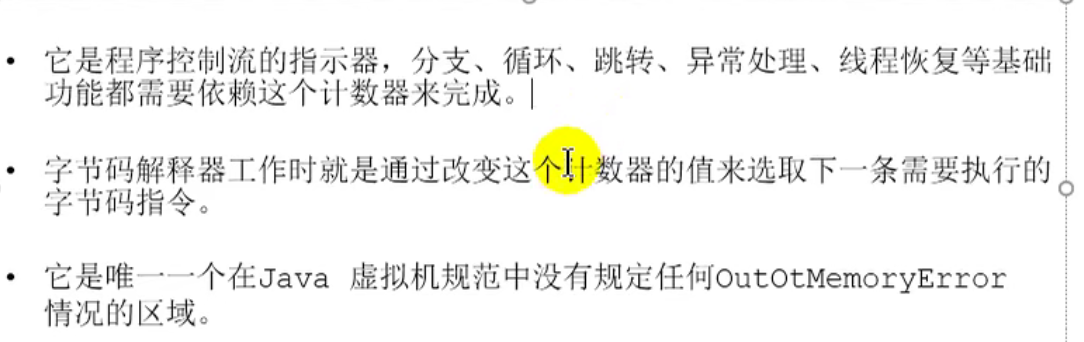 • 它是程序控制流的指示器，分支、循环、跳转、异常处理、线程恢复等基础
功能都需要依赖这个计数器来完成。
• 字节码解释器工作时就是通过改变这个计数器的值来选取下一条需要执行的
字节码指令。
• 它是唯一一个在Java 虚拟机规范中没有规定任何OutOtMemoryError
情况的区域。